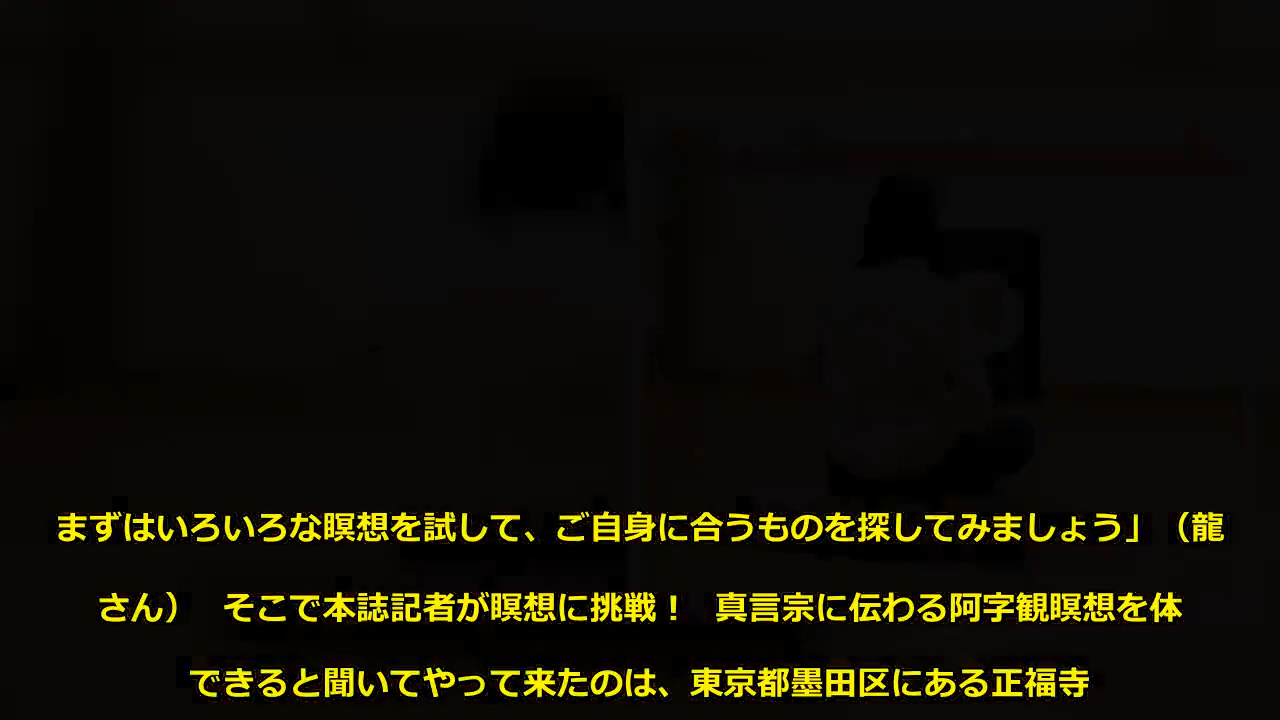 まずはいろいろな瞑想を試して、ご自身に合うものを探してみましょう」（龍
さん）　そこで本誌記者が瞑想に挑戦！　真言宗に伝わる阿字観瞑想を体
できると聞いてやって来たのは、東京都墨田区にある正福寺